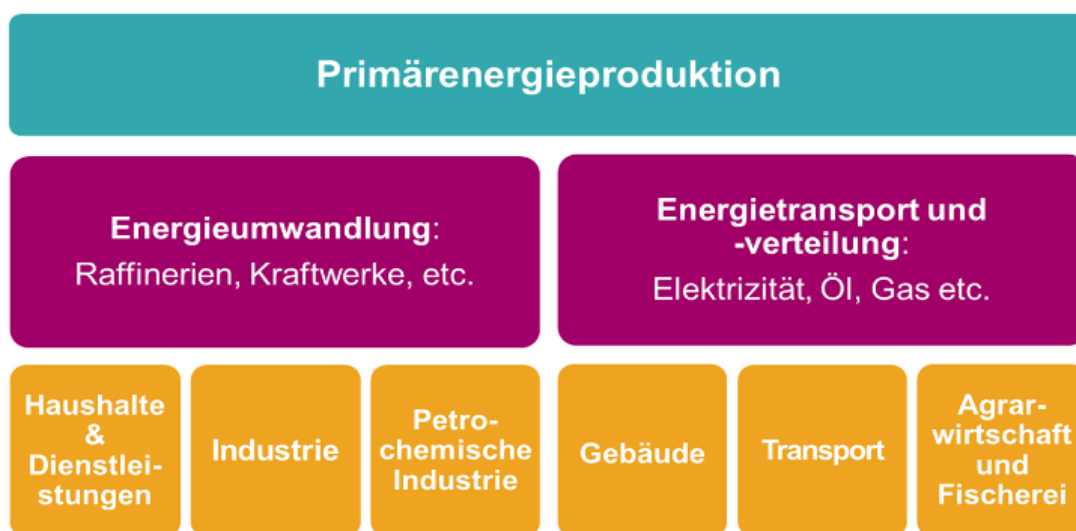 Primärenergieproduktion
Energieumwandlung:
Raffinerien, Kraftwerke, etc.
Energietransport und
-verteilung:
Elektrizität, Öl, Gas etc.
Haushalte
&
Dienstlei-
stungen
Industrie
Petro-
chemische
Industrie
Gebäude
Transport
Agrar-
wirtschaft
und
Fischerei